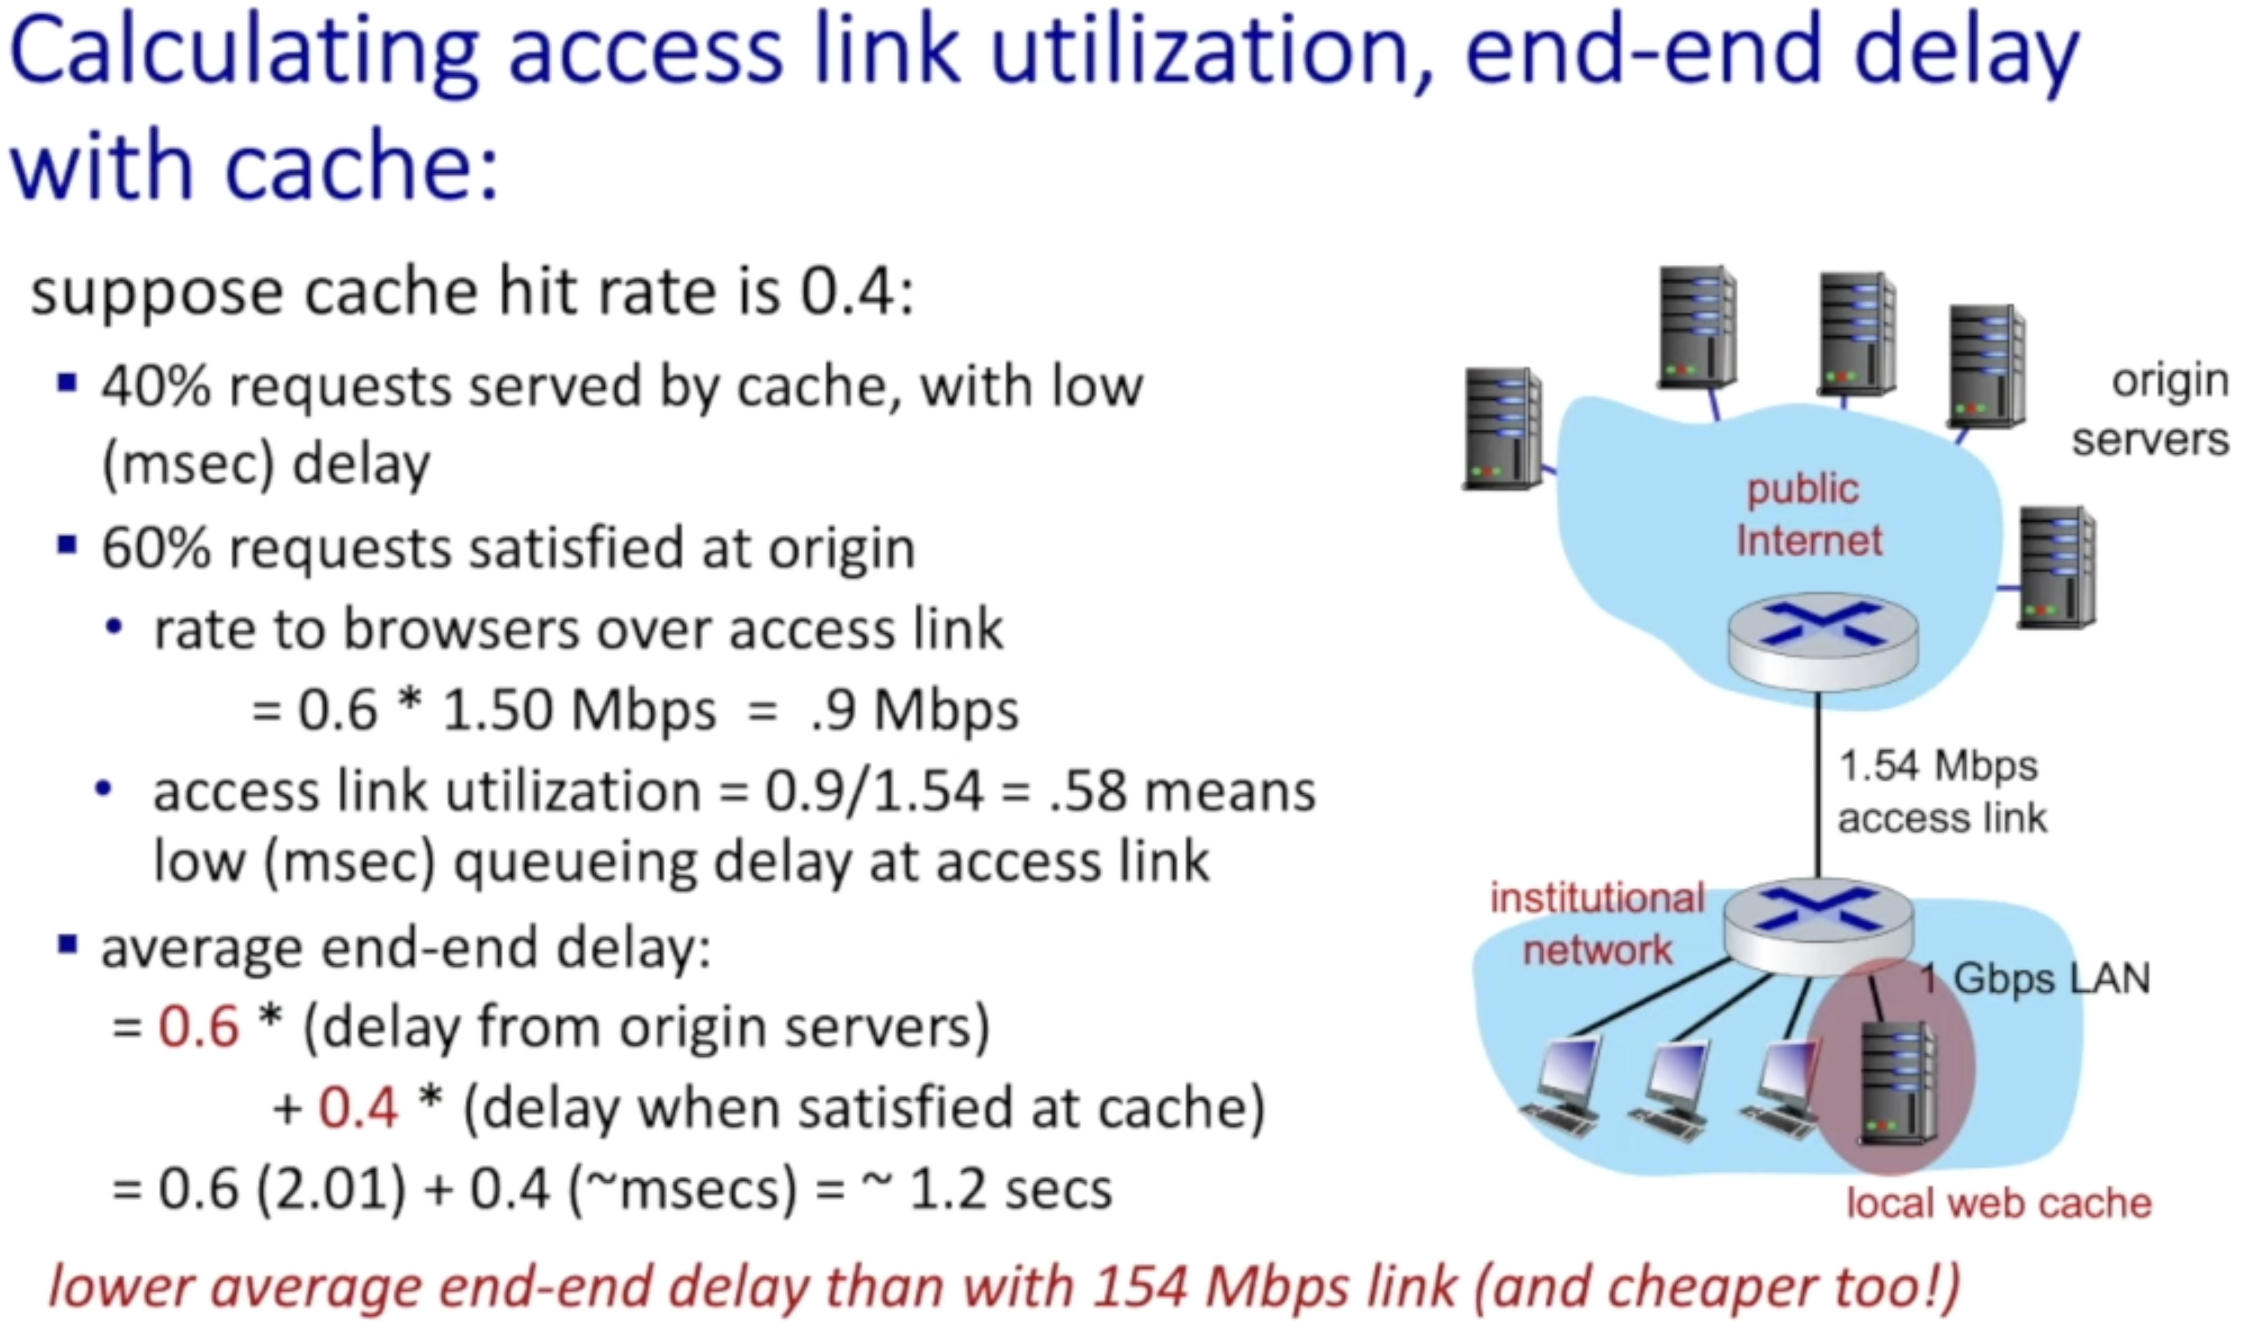 Calculating access link utilization, end-end delay
with cache:
suppose cache hit rate is 0.4:
▪ 40% requests served by cache, with low
(msec) delay
▪ 60% requests satisfied at origin
• rate to browsers over access link
= 0.6 * 1.50 Mbps = .9 Mbps
• access link utilization = 0.9/1.54 = .58 means
low (msec) queueing delay at access link
▪ average end-end delay:
= 0.6 * (delay from origin servers)
+ 0.4 * (delay when satisfied at cache)
= 0.6 (2.01) + 0.4 (~msecs) = ~ 1.2 secs
lower average end-end delay than with 154 Mbps link (and cheaper too!)
origin
servers
public
Internet
1.54 Mbps
access link
institutional
network
1 Gbps LAN
local web cache